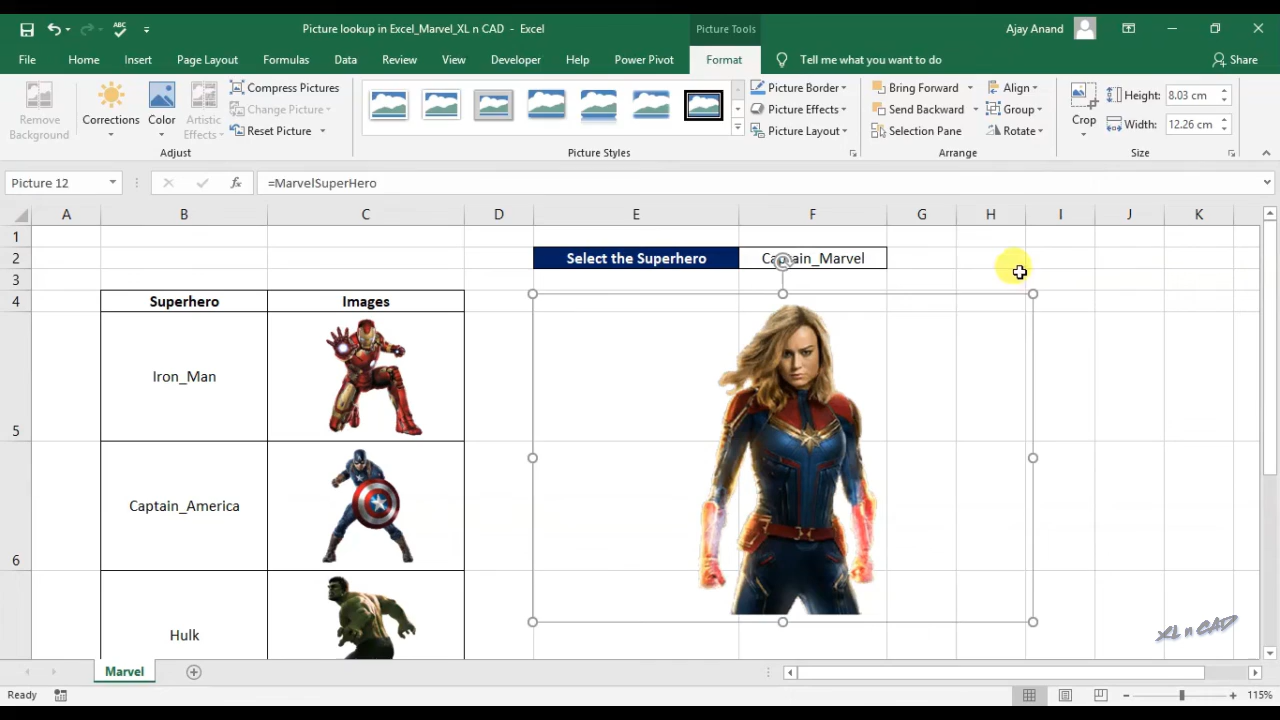 Picture lookup in Excel_Marvel_XL n CAD - Excel
Picture Tools
Ajay Anand
File Home Insert Page Layout Formulas Data Review View Developer Help Power Pivot Format Tell me what you want to do Share
Remove Background
Corrections
Color
Artistic Effects
Compress Pictures
Change Picture
Reset Picture
Adjust
Picture Styles
Picture Border
Picture Effects
Picture Layout
Bring Forward
Send Backward
Selection Pane
Align
Group
Rotate
Arrange
Crop
Height: 8.03 cm
Width: 12.26 cm
Size
Picture 12
fx
=MarvelSuperHero
A B C D E F G H I J K
1
2 Select the Superhero Captain_Marvel
3
4 Superhero Images
5 Iron_Man
6 Captain_America
Hulk
XL n CAD
Marvel
Ready
115%